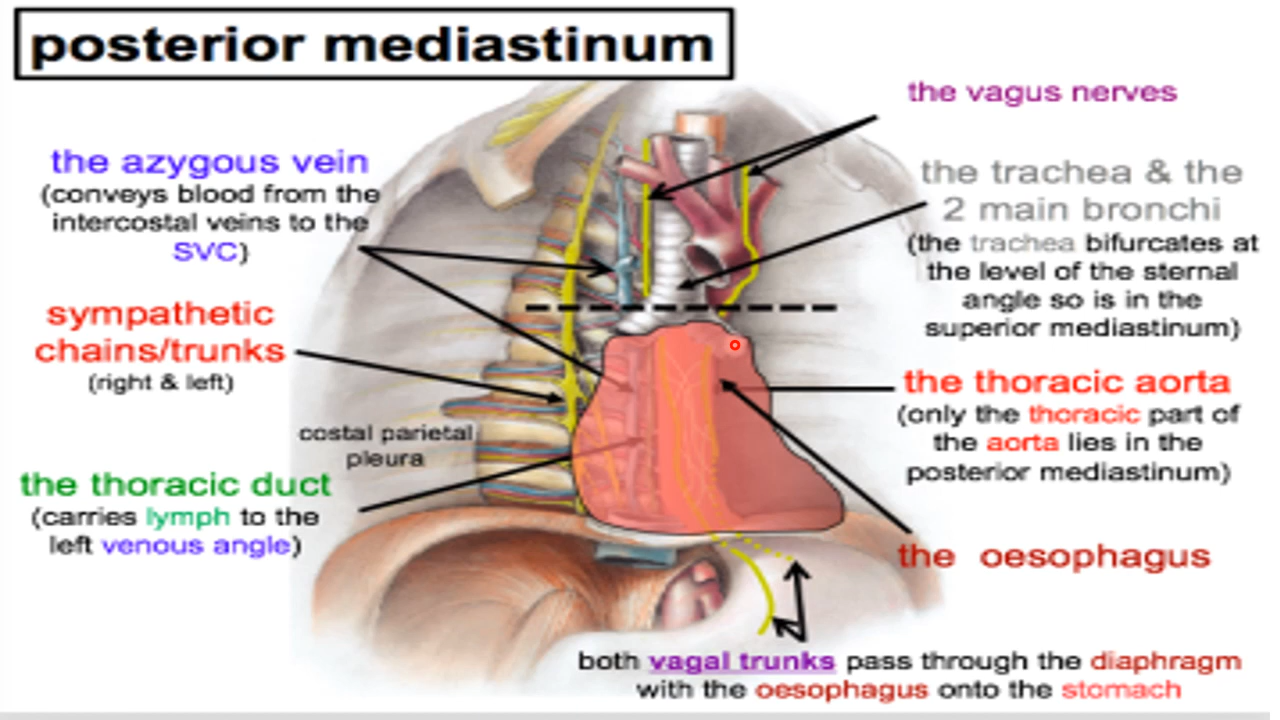 posterior mediastinum
the vagus nerves
the azygous vein
(conveys blood from the
intercostal veins to the
SVC)
the trachea & the
2 main bronchi
(the trachea bifurcates at
the level of the sternal
angle so is in the
superior mediastinum)
sympathetic
chains/trunks
(right & left)
the thoracic aorta
(only the thoracic part of
the aorta lies in the
posterior mediastinum)
costal parietal
pleura
the thoracic duct
(carries lymph to the
left venous angle)
the oesophagus
both vagal trunks pass through the diaphragm
with the oesophagus onto the stomach